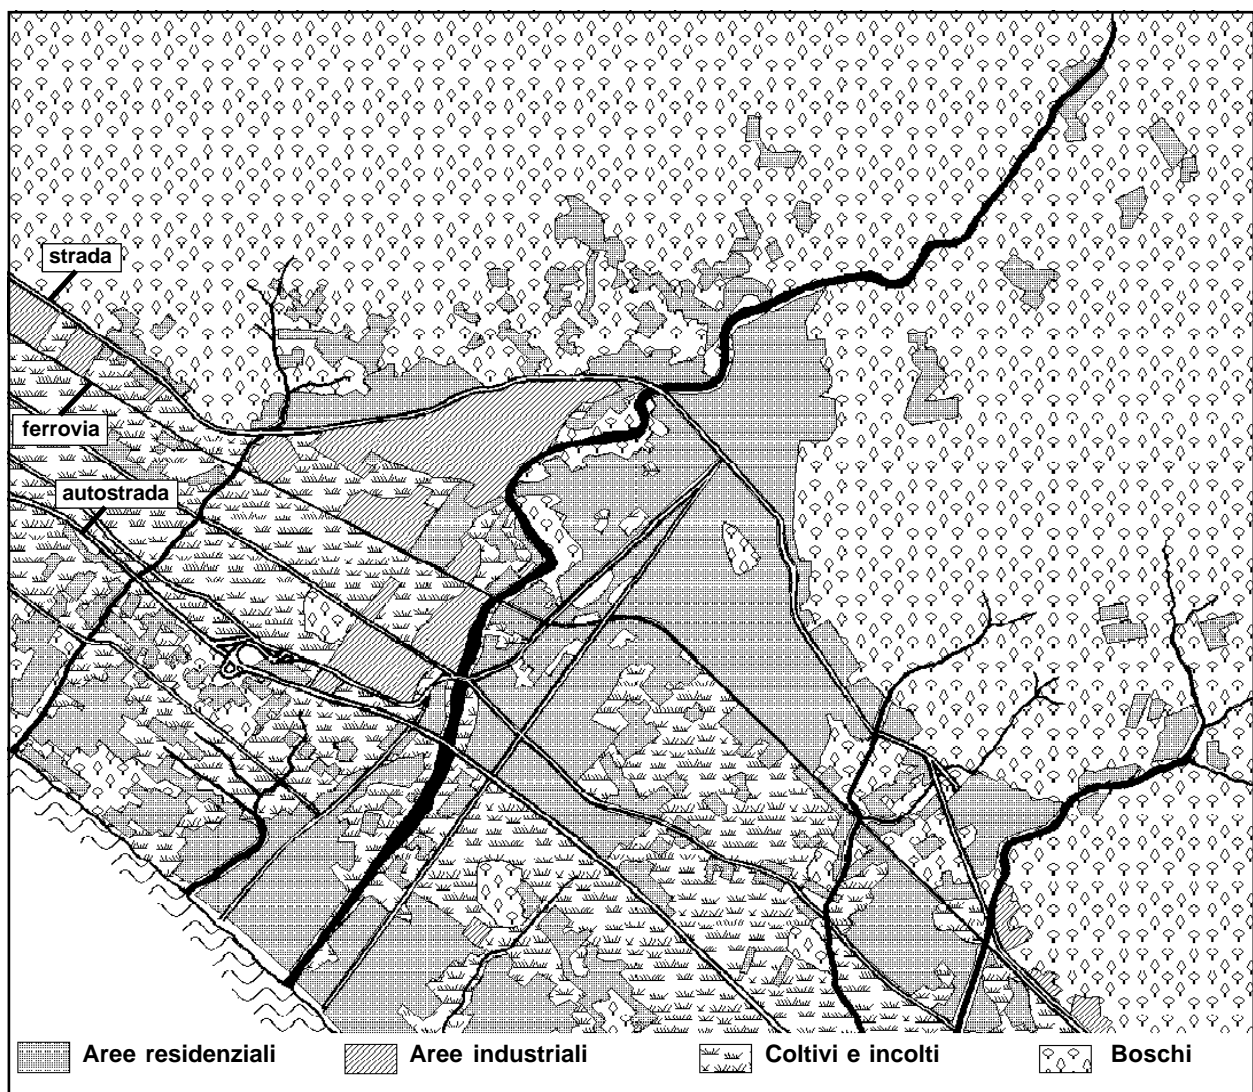 strada
ferrovia
autostrada
Aree residenziali
Aree industriali
Coltivi e incolti
Boschi